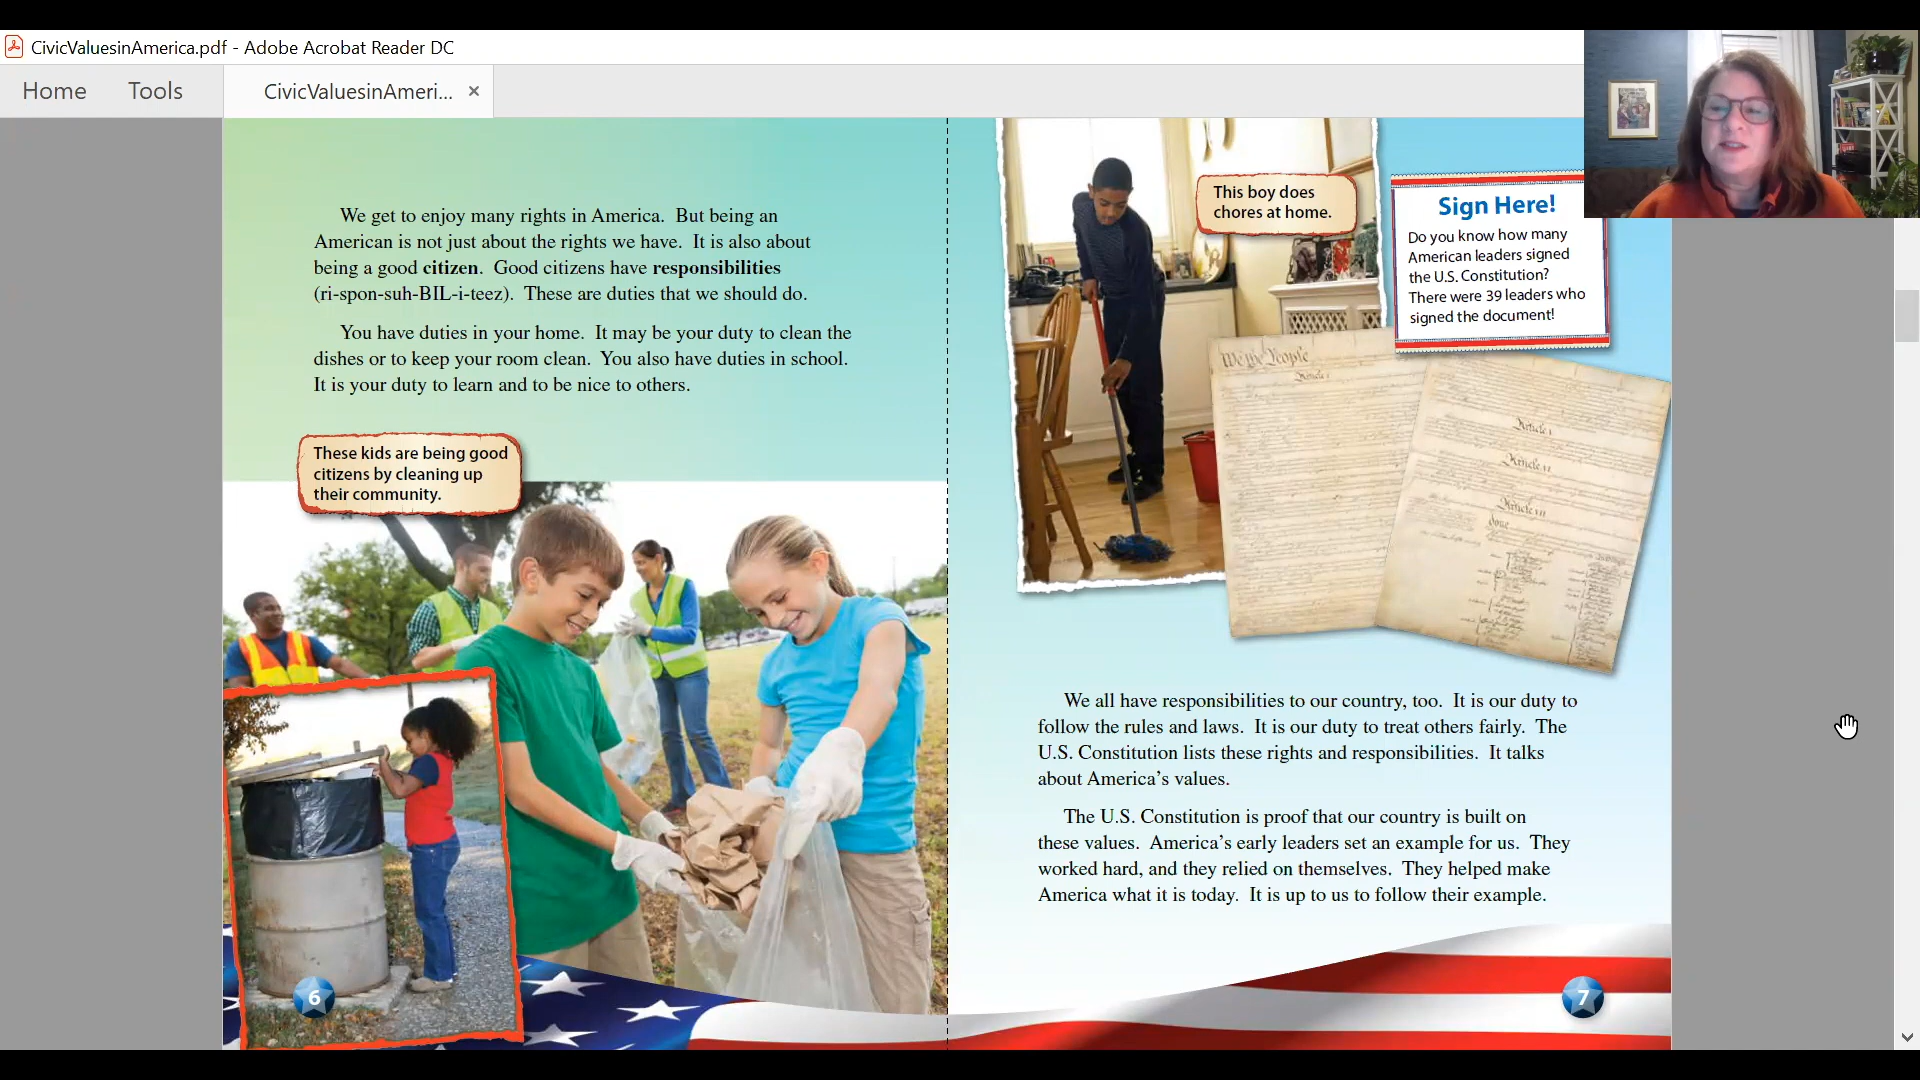 CivicValuesinAmerica.pdf - Adobe Acrobat Reader DC
Home
Tools
CivicValuesinAmeri...
We get to enjoy many rights in America. But being an
American is not just about the rights we have. It is also about
being a good citizen. Good citizens have responsibilities
(ri-spon-suh-BIL-i-teez). These are duties that we should do.
You have duties in your home. It may be your duty to clean the
dishes or to keep your room clean. You also have duties in school.
It is your duty to learn and to be nice to others.
These kids are being good
citizens by cleaning up
their community.
6
This boy does
chores at home.
Sign Here!
Do you know how many
American leaders signed
the U.S. Constitution?
There were 39 leaders who
signed the document!
We the People
Article I
Article VII
We all have responsibilities to our country, too. It is our duty to
follow the rules and laws. It is our duty to treat others fairly. The
U.S. Constitution lists these rights and responsibilities. It talks
about America's values.
The U.S. Constitution is proof that our country is built on
these values. America's early leaders set an example for us. They
worked hard, and they relied on themselves. They helped make
America what it is today. It is up to us to follow their example.
7